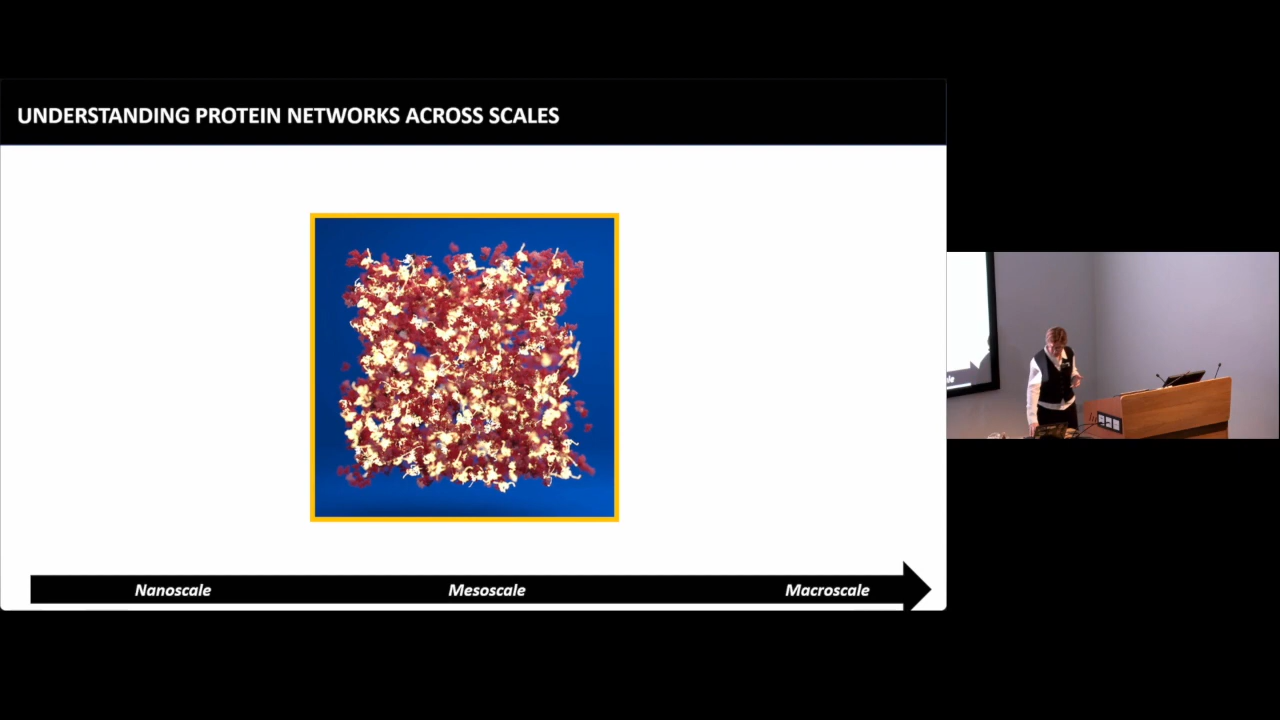 UNDERSTANDING PROTEIN NETWORKS ACROSS SCALES
Nanoscale
Mesoscale
Macroscale